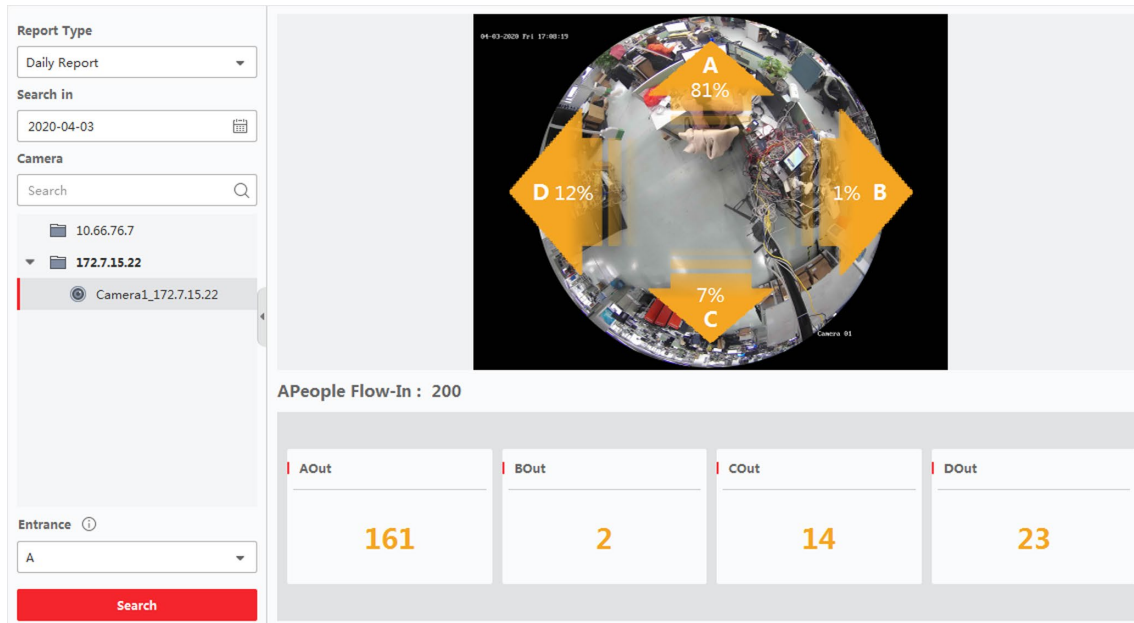 Report Type
Daily Report
Search in
2020-04-03
Camera
Search
10.66.76.7
172.7.15.22
Camera1_172.7.15.22
Entrance
A
Search
04-03-2020 Fri 17:08:19
A
81%
D 12%
1% B
7%
C
Camera 01
APeople Flow-In : 200
AOut
BOut
COut
DOut
161
2
14
23